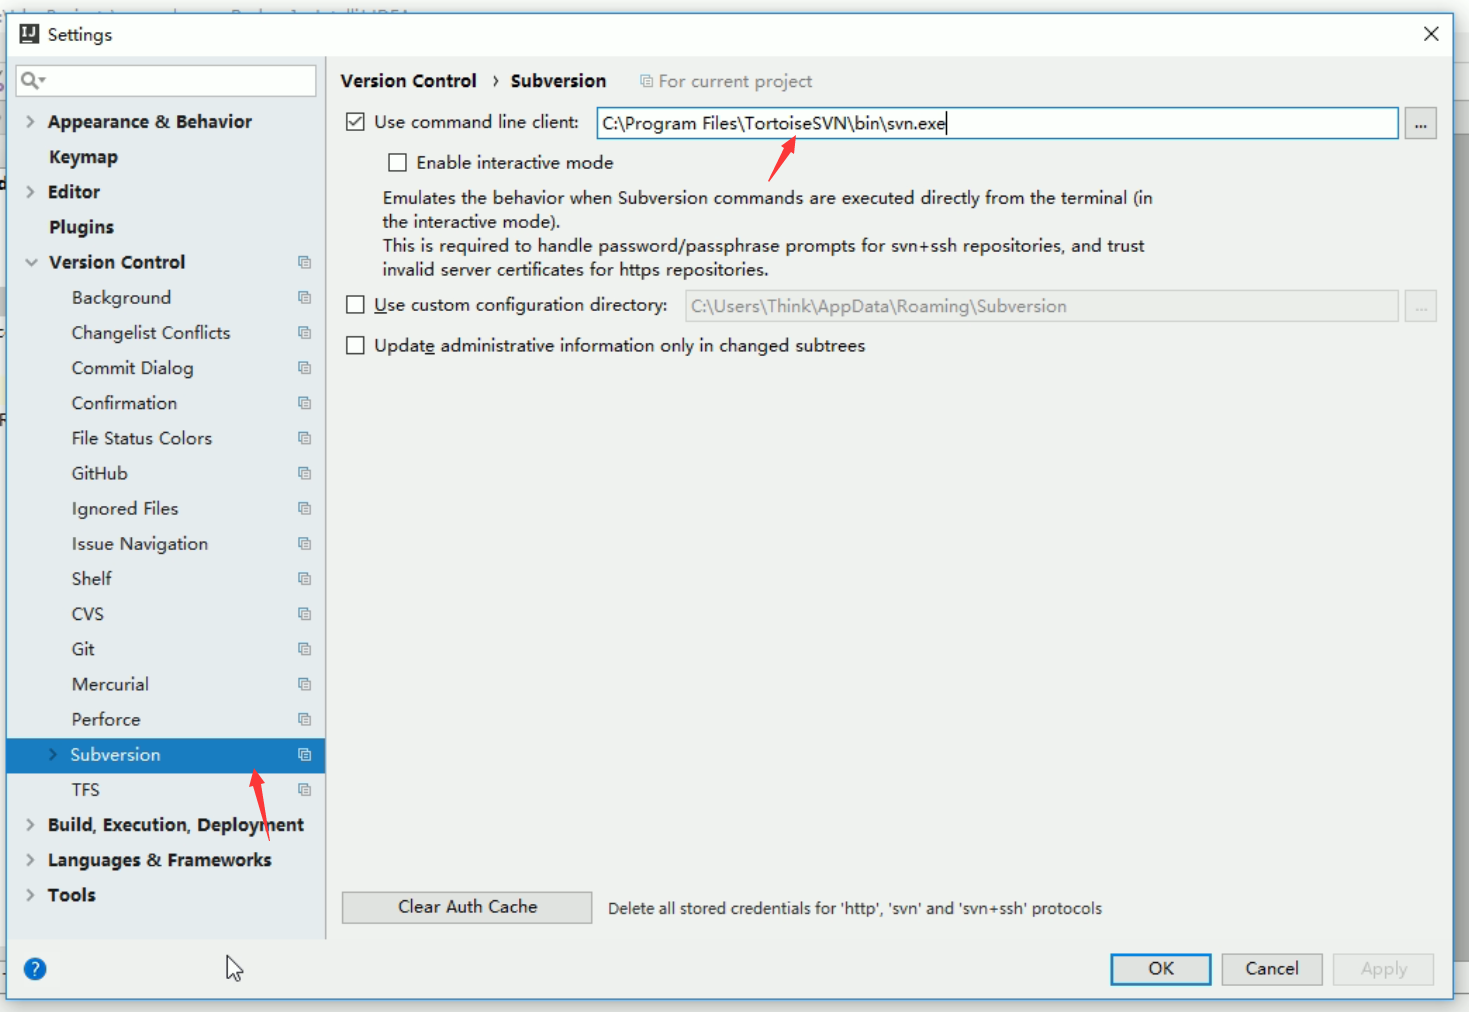 Settings
Appearance & Behavior
Keymap
Editor
Plugins
Version Control
Background
Changelist Conflicts
Commit Dialog
Confirmation
File Status Colors
GitHub
Ignored Files
Issue Navigation
Shelf
CVS
Git
Mercurial
Perforce
Subversion
TFS
Build, Execution, Deployment
Languages & Frameworks
Tools
Version Control › Subversion For current project
Use command line client: C:\Program Files\TortoiseSVN\bin\svn.exe ...
Enable interactive mode
Emulates the behavior when Subversion commands are executed directly from the terminal (in
the interactive mode).
This is required to handle password/passphrase prompts for svn+ssh repositories, and trust
invalid server certificates for https repositories.
Use custom configuration directory: C:\Users\Think\AppData\Roaming\Subversion ...
Update administrative information only in changed subtrees
Clear Auth Cache Delete all stored credentials for 'http', 'svn' and 'svn+ssh' protocols
? OK Cancel Apply